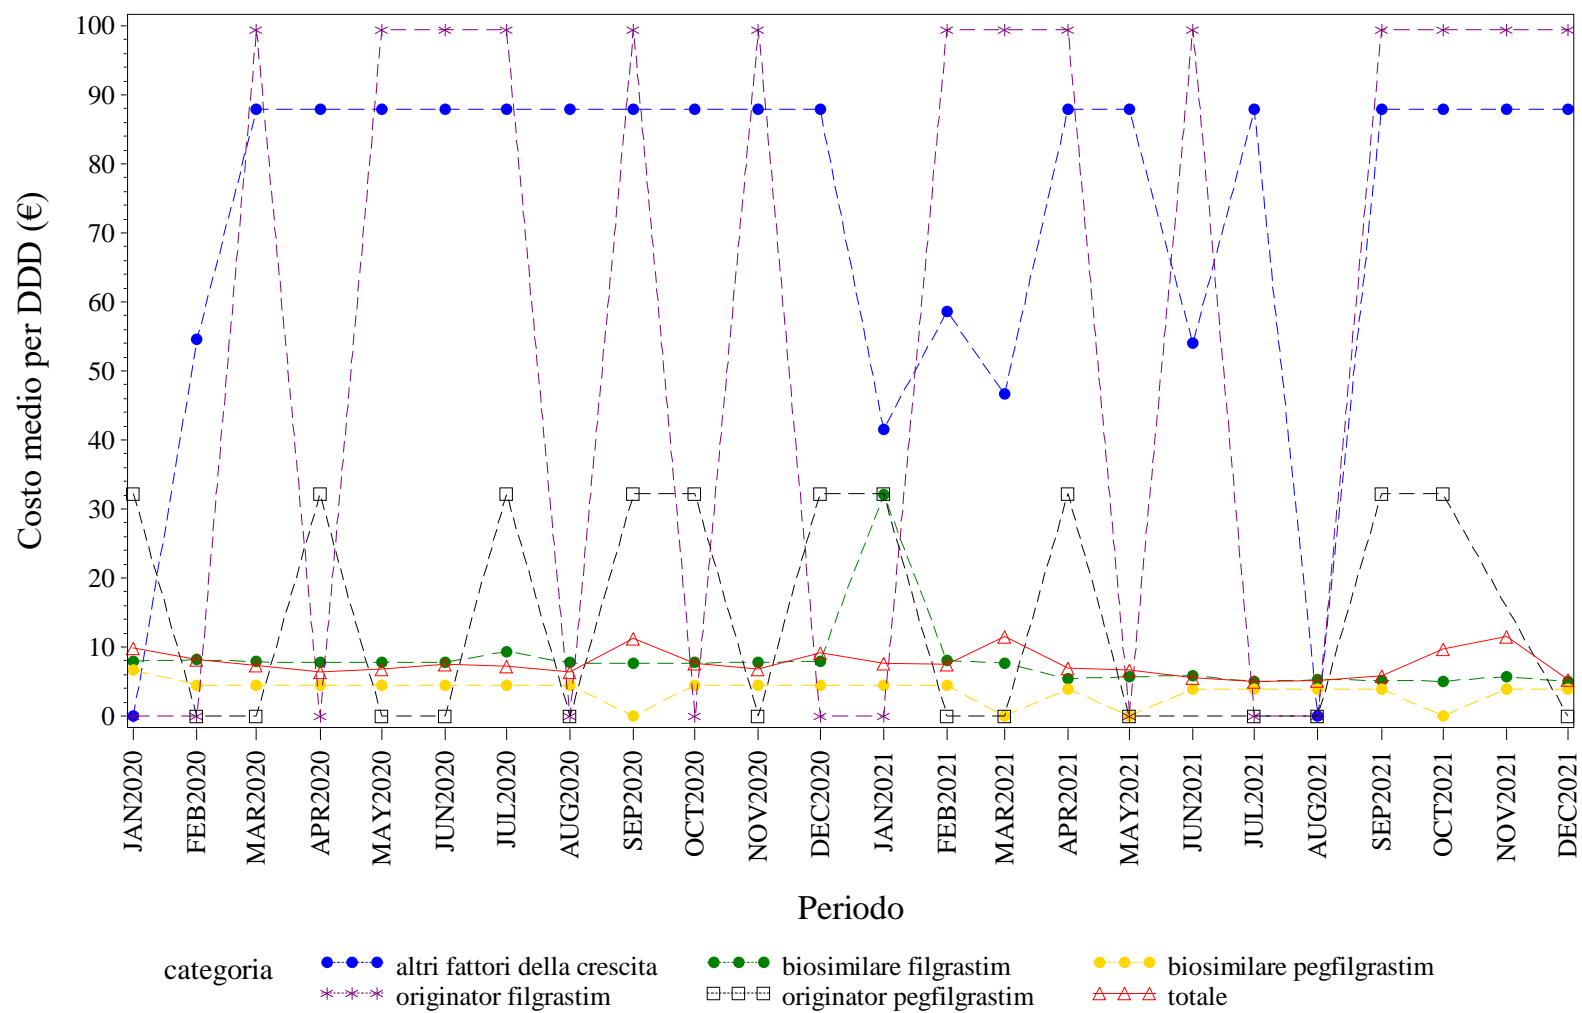 Costo medio per DDD (€)
100
90
80
70
60
50
40
30
20
10
0
JAN2020
FEB2020
MAR2020
APR2020
MAY2020
JUN2020
JUL2020
AUG2020
SEP2020
OCT2020
NOV2020
DEC2020
JAN2021
FEB2021
MAR2021
APR2021
MAY2021
JUN2021
JUL2021
AUG2021
SEP2021
OCT2021
NOV2021
DEC2021
Periodo
categoria
altri fattori della crescita
biosimilare filgrastim
biosimilare pegfilgrastim
originator filgrastim
originator pegfilgrastim
totale